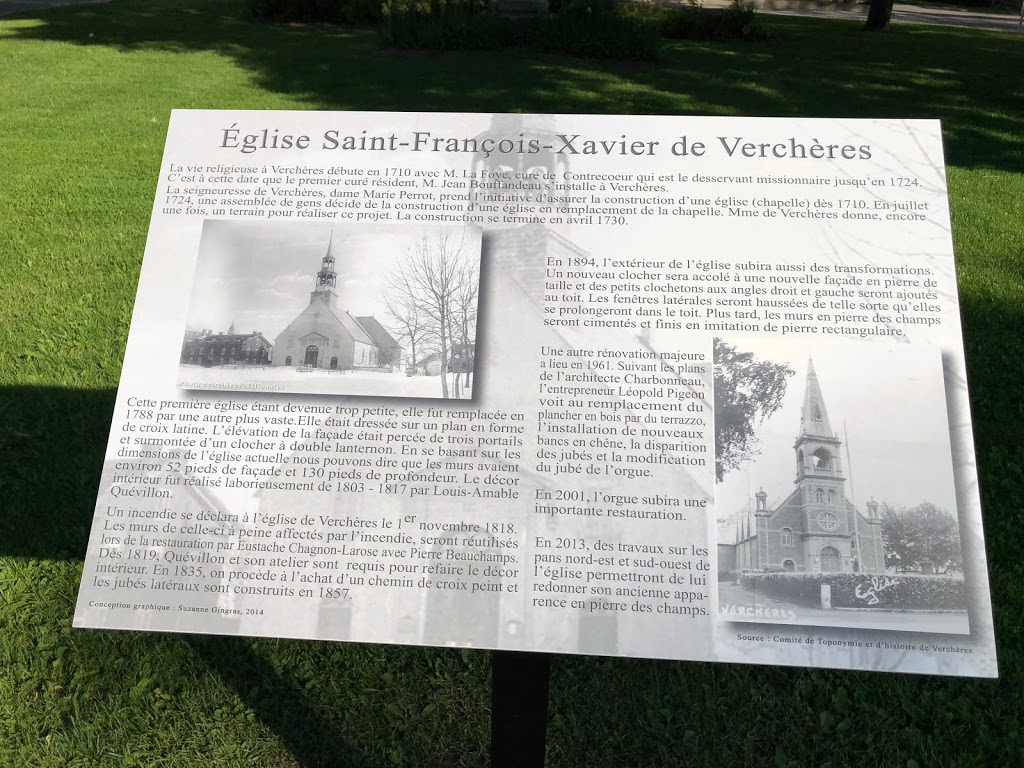 Église Saint-François-Xavier de Verchères
La vie religieuse à Verchères débute en 1710 avec M. La Foye, curé de Contrecoeur qui est le desservant missionnaire jusqu'en 1724.
C'est à cette date que le premier curé résident, M. Jean Bouffandeau s'installe à Verchères.
La seigneuresse de Verchères, dame Marie Perrot, prend l'initiative d'assurer la construction d'une église (chapelle) dès 1710. En juillet
1724, une assemblée de gens décide de la construction d'une église en remplacement de la chapelle. Mme de Verchères donne, encore
une fois, un terrain pour réaliser ce projet. La construction se termine en avril 1730.
Photo : Archives Nationales
Cette première église étant devenue trop petite, elle fut remplacée en
1788 par une autre plus vaste.Elle était dressée sur un plan en forme
de croix latine. L'élévation de la façade était percée de trois portails
et surmontée d'un clocher à double lanternon. En se basant sur les
dimensions de l'église actuelle nous pouvons dire que les murs avaient
environ 52 pieds de façade et 130 pieds de profondeur. Le décor
intérieur fut réalisé laborieusement de 1803 - 1817 par Louis-Amable
Quévillon.
Un incendie se déclara à l'église de Verchères le 1er novembre 1818.
Les murs de celle-ci à peine affectés par l'incendie, seront réutilisés
lors de la restauration par Eustache Chagnon-Larose avec Pierre Beauchamps.
Dès 1819, Quévillon et son atelier sont requis pour refaire le décor
intérieur. En 1835, on procède à l'achat d'un chemin de croix peint et
les jubés latéraux sont construits en 1857.
Conception graphique : Suzanne Gingras, 2014
En 1894, l'extérieur de l'église subira aussi des transformations.
Un nouveau clocher sera accolé à une nouvelle façade en pierre de
taille et des petits clochetons aux angles droit et gauche seront ajoutés
au toit. Les fenêtres latérales seront haussées de telle sorte qu'elles
se prolongeront dans le toit. Plus tard, les murs en pierre des champs
seront cimentés et finis en imitation de pierre rectangulaire.
Une autre rénovation majeure
a lieu en 1961. Suivant les plans
de l'architecte Charbonneau,
l'entrepreneur Léopold Pigeon
voit au remplacement du
plancher en bois par du terrazzo,
l'installation de nouveaux
bancs en chêne, la disparition
des jubés et la modification
du jubé de l'orgue.
En 2001, l'orgue subira une
importante restauration.
En 2013, des travaux sur les
pans nord-est et sud-ouest de
l'église permettront de lui
redonner son ancienne appa-
rence en pierre des champs.
Église
VERCHÈRES
Source : Comité de Toponymie et d'histoire de Verchères